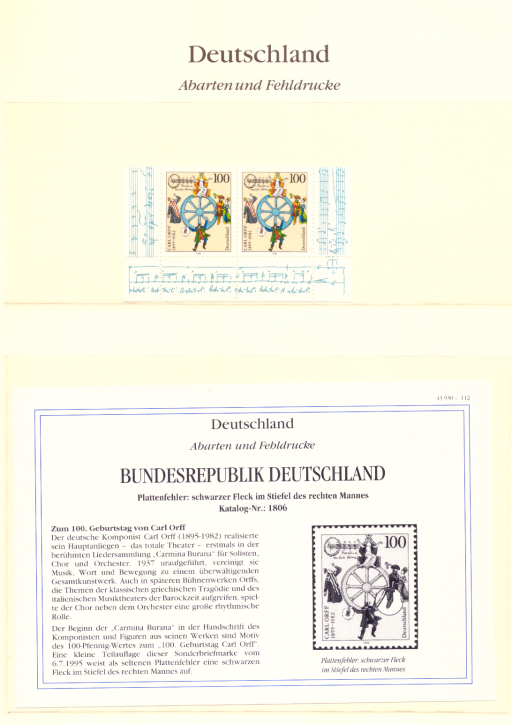 Deutschland
Abarten und Fehldrucke
100
100
CARL ORFF
1895-1982
Deutschland
CARL ORFF
1895-1982
Deutschland
45 930 - 112
Deutschland
Abarten und Fehldrucke
BUNDESREPUBLIK DEUTSCHLAND
Plattenfehler: schwarzer Fleck im Stiefel des rechten Mannes
Katalog-Nr.: 1806
Zum 100. Geburtstag von Carl Orff
Der deutsche Komponist Carl Orff (1895-1982) realisierte
sein Hauptanliegen – das totale Theater – erstmals in der
berühmten Liedersammlung „Carmina Burana" für Solisten,
Chor und Orchester. 1937 uraufgeführt, vereinigt sie
Musik, Wort und Bewegung zu einem überwältigenden
Gesamtkunstwerk. Auch in späteren Bühnenwerken Orffs,
die Themen der klassischen griechischen Tragödie und des
italienischen Musiktheaters der Barockzeit aufgreifen, spiel-
te der Chor neben dem Orchester eine große rhythmische
Rolle.
Der Beginn der „Carmina Burana" in der Handschrift des
Komponisten und Figuren aus seinen Werken sind Motiv
des 100-Pfennig-Wertes zum „100. Geburtstag Carl Orff".
Eine kleine Teilauflage dieser Sonderbriefmarke vom
6.7.1995 weist als seltenen Plattenfehler eine schwarzen
Fleck im Stiefel des rechten Mannes auf.
100
CARL ORFF
1895-1982
Deutschland
Plattenfehler: schwarzer Fleck
im Stiefel des rechten Mannes